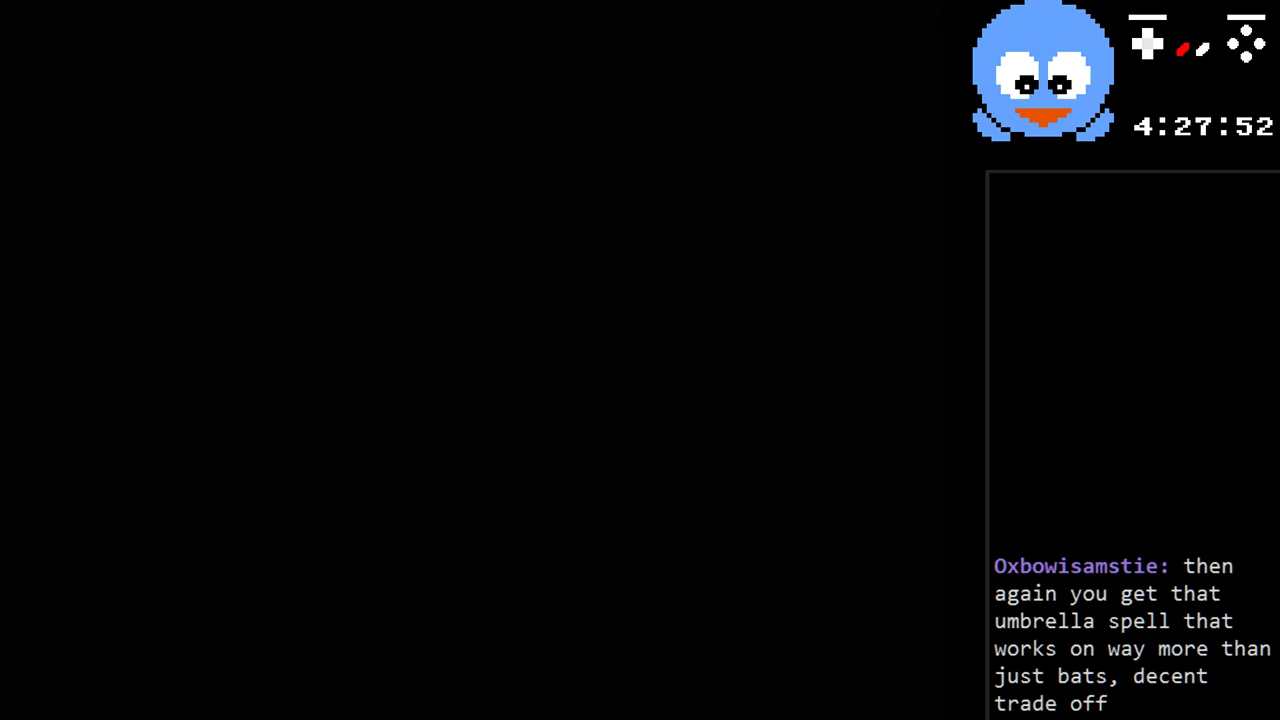 4:27:52
Oxbowisamstie: then
again you get that
umbrella spell that
works on way more than
just bats, decent
trade off